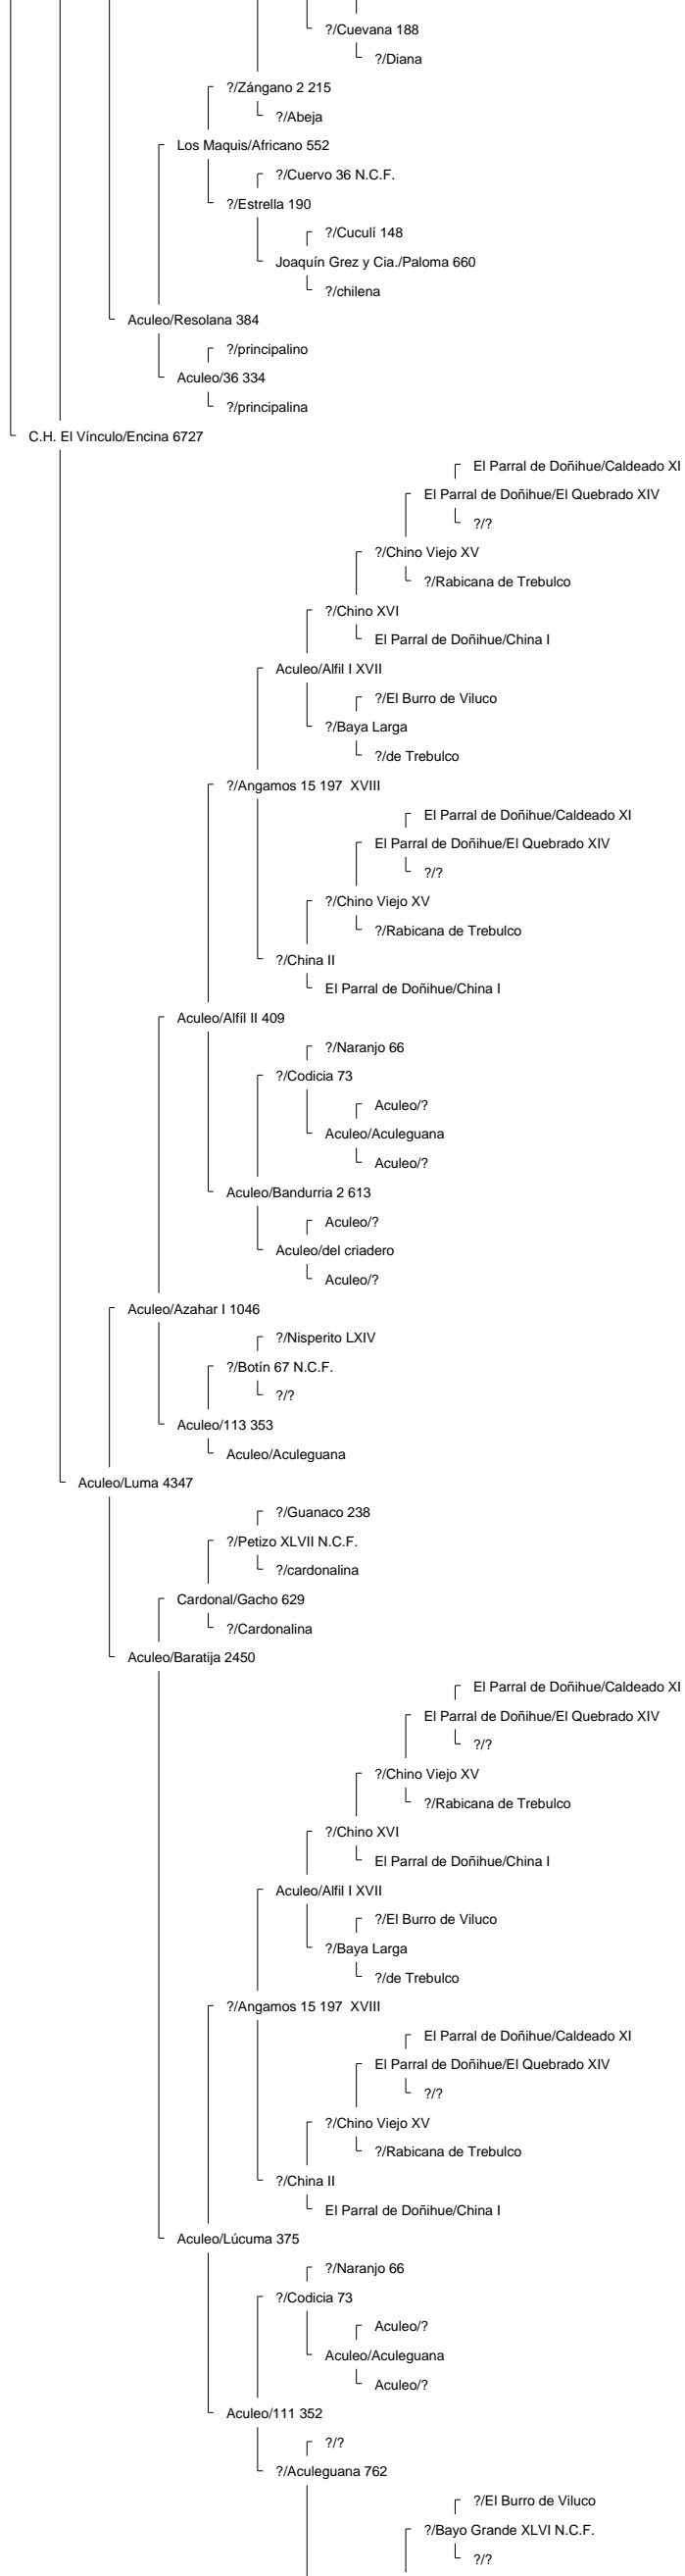 ?/Cuevana 188
?/Diana
?/Zángano 2 215
?/Abeja
Los Maquis/Africano 552
?/Cuervo 36 N.C.F.
?/Estrella 190
?/Cuculí 148
Joaquín Grez y Cia./Paloma 660
?/chilena
Aculeo/Resolana 384
?/principalino
Aculeo/36 334
?/principalina
C.H. El Vínculo/Encina 6727
El Parral de Doñihue/Caldeado XI
El Parral de Doñihue/El Quebrado XIV
?/?
?/Chino Viejo XV
?/Rabicana de Trebulco
?/Chino XVI
El Parral de Doñihue/China I
Aculeo/Alfil I XVII
?/El Burro de Viluco
?/Baya Larga
?/de Trebulco
?/Angamos 15 197  XVIII
El Parral de Doñihue/Caldeado XI
El Parral de Doñihue/El Quebrado XIV
?/?
?/Chino Viejo XV
?/Rabicana de Trebulco
?/China II
El Parral de Doñihue/China I
Aculeo/Alfíl II 409
?/Naranjo 66
?/Codicia 73
Aculeo/?
Aculeo/Aculeguana
Aculeo/?
Aculeo/Bandurria 2 613
Aculeo/?
Aculeo/del criadero
Aculeo/?
Aculeo/Azahar I 1046
?/Nisperito LXIV
?/Botín 67 N.C.F.
?/?
Aculeo/113 353
Aculeo/Aculeguana
Aculeo/Luma 4347
?/Guanaco 238
?/Petizo XLVII N.C.F.
?/cardonalina
Cardonal/Gacho 629
?/Cardonalina
Aculeo/Baratija 2450
El Parral de Doñihue/Caldeado XI
El Parral de Doñihue/El Quebrado XIV
?/?
?/Chino Viejo XV
?/Rabicana de Trebulco
?/Chino XVI
El Parral de Doñihue/China I
Aculeo/Alfil I XVII
?/El Burro de Viluco
?/Baya Larga
?/de Trebulco
?/Angamos 15 197  XVIII
El Parral de Doñihue/Caldeado XI
El Parral de Doñihue/El Quebrado XIV
?/?
?/Chino Viejo XV
?/Rabicana de Trebulco
?/China II
El Parral de Doñihue/China I
Aculeo/Lúcuma 375
?/Naranjo 66
?/Codicia 73
Aculeo/?
Aculeo/Aculeguana
Aculeo/?
Aculeo/111 352
?/?
?/Aculeguana 762
?/El Burro de Viluco
?/Bayo Grande XLVI N.C.F.
?/?